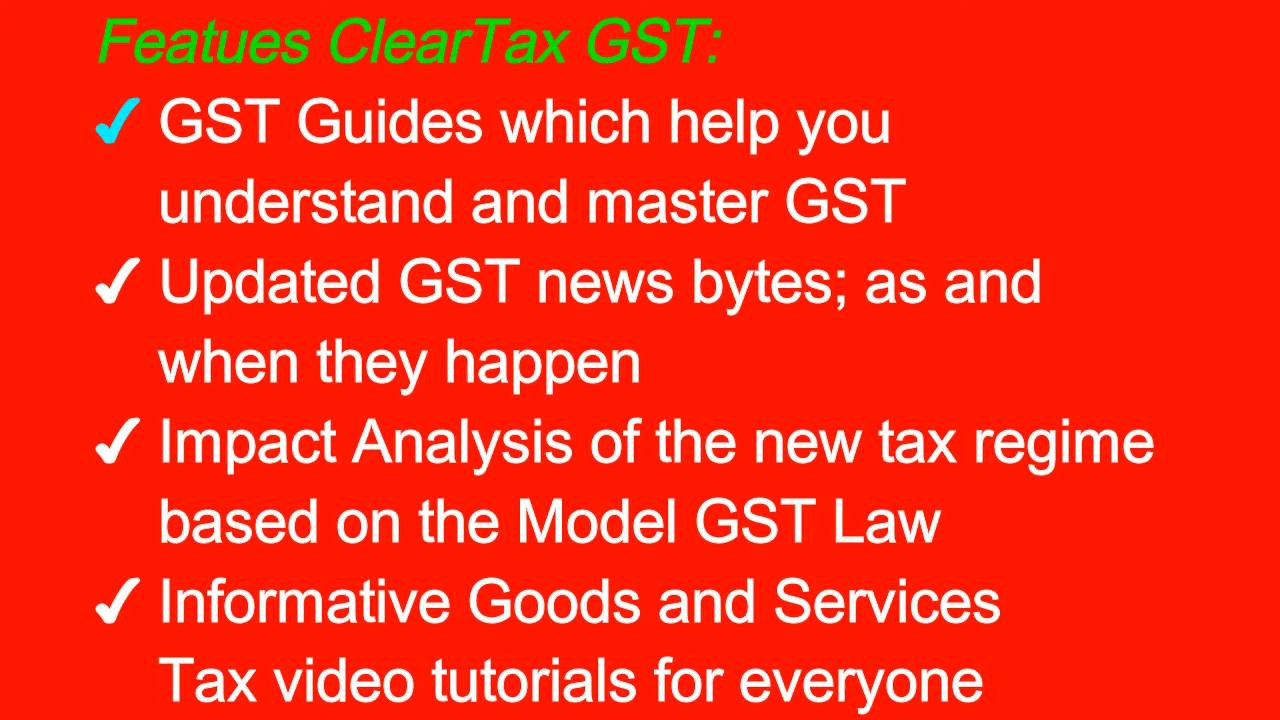 Featues ClearTax GST:
✓ GST Guides which help you
understand and master GST
✓ Updated GST news bytes; as and
when they happen
✓ Impact Analysis of the new tax regime
based on the Model GST Law
✓ Informative Goods and Services
Tax video tutorials for everyone